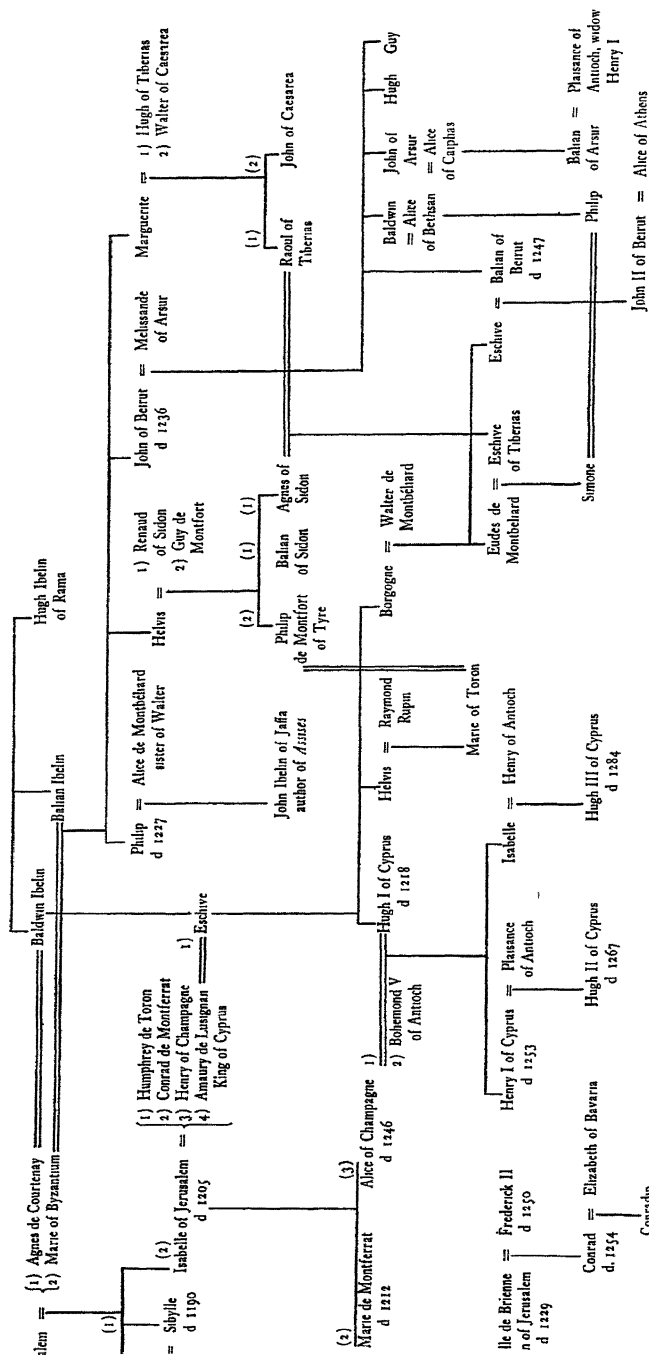 alem = {1) Agnes de Courtenay
{2) Marie of Byzantium
Baldwin Ibelin
Balian Ibelin
Hugh Ibelin
of Rama
(1)
(2)
= Sibylle
d 1190
Isabelle of Jerusalem =
d 1205
1) Humphrey de Toron
2) Conrad de Montferrat
3) Henry of Champagne
4) Amaury de Lusignan
King of Cyprus
1)
Eschive
Philip = Alice de Montbéliard
d 1227
sister of Walter
Helvis =
1) Renaud
of Sidon
2) Guy de
Montfort
John of Beirut = Melissande
d 1236
of Arsur
Marguerite =
1) Hugh of Tiberias
2) Walter of Caesarea
John Ibelin of Jaffa
author of Assises
(2)
(1)
(1)
Philip
de Montfort
of Tyre
Balian
of Sidon
Agnes of
Sidon
(1)
(2)
Raoul of
Tiberias
John of Caesarea
(2)
(3)
Marie de Montferrat
d 1212
Alice of Champagne
d 1246
1)
2) Bohemond V
of Antioch
Hugh I of Cyprus
d 1218
Helvis = Raymond
Rupin
Borgogne = Walter de
Montbéliard
Baldwin
= Alice
of Bethsan
John of
Arsur
= Alice
of Caiphas
Hugh
Guy
Marie of Toron
lle de Brienne = Frederick II
n of Jerusalem
d 1250
d 1229
Henry I of Cyprus = Plaisance
d 1253
of Antioch
Isabelle = Henry of Antioch
Eudes de = Eschive
Montbéliard
of Tiberias
Eschive = Balian of
Beirut
d 1247
Conrad = Elizabeth of Bavaria
d. 1254
Hugh II of Cyprus
d 1267
Hugh III of Cyprus
d 1284
Simone
Philip
Balian = Plaisance of
of Arsur
Antioch, widow
Henry I
Conradin
John II of Beirut = Alice of Athens